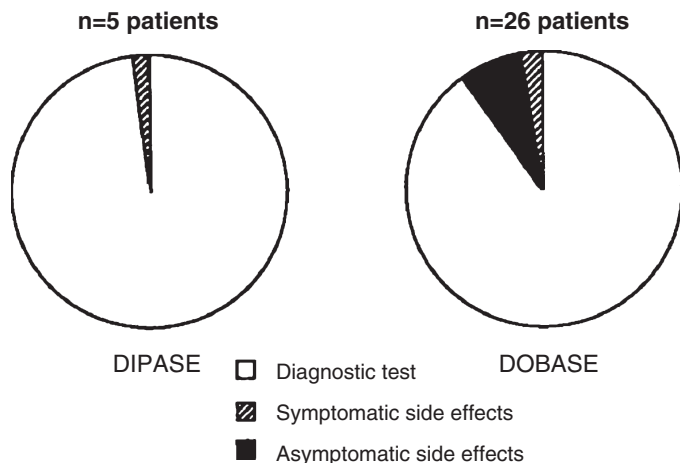 n=5 patients
n=26 patients
DIPASE
DOBASE
Diagnostic test
Symptomatic side effects
Asymptomatic side effects